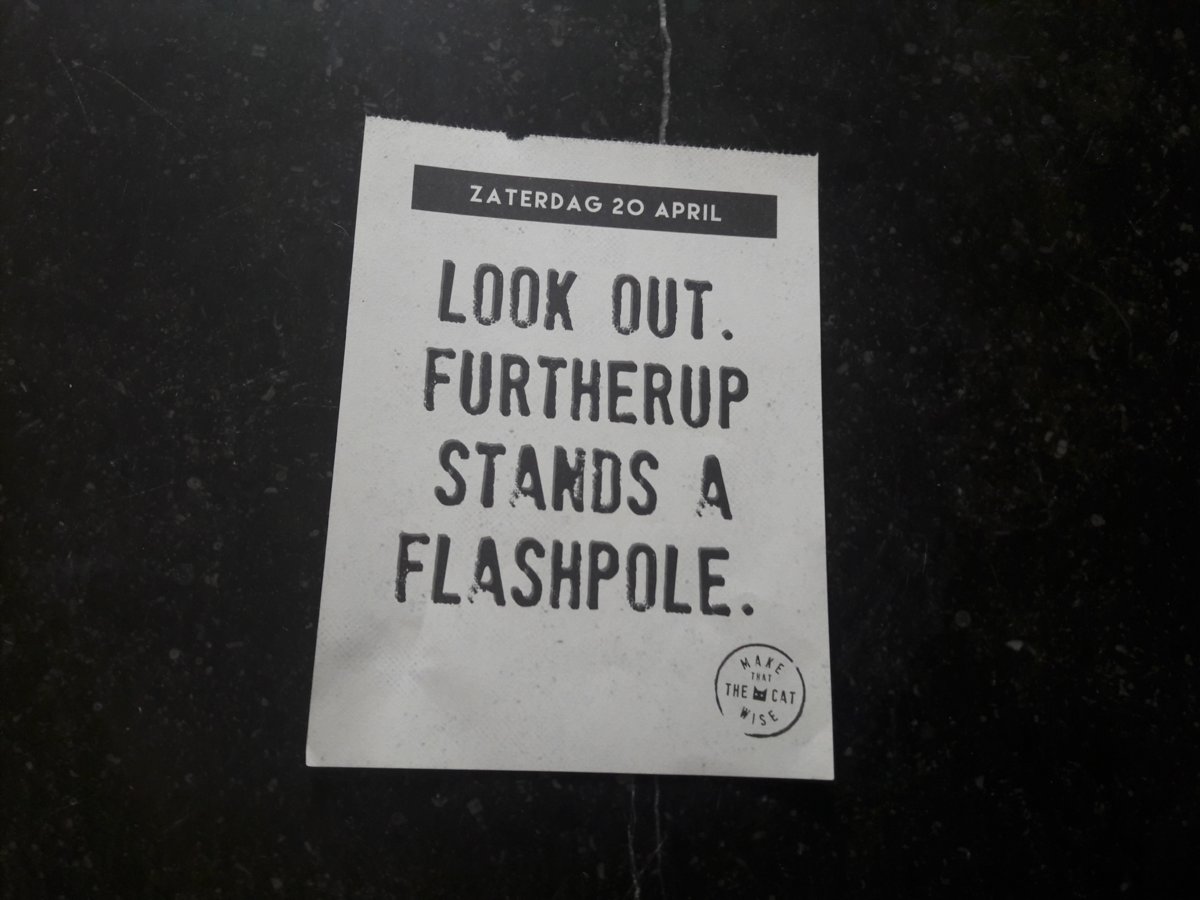 ZATERDAG 20 APRIL
LOOK OUT.
FURTHERUP
STANDS A
FLASHPOLE.
MAKE
THAT
THE CAT
WISE